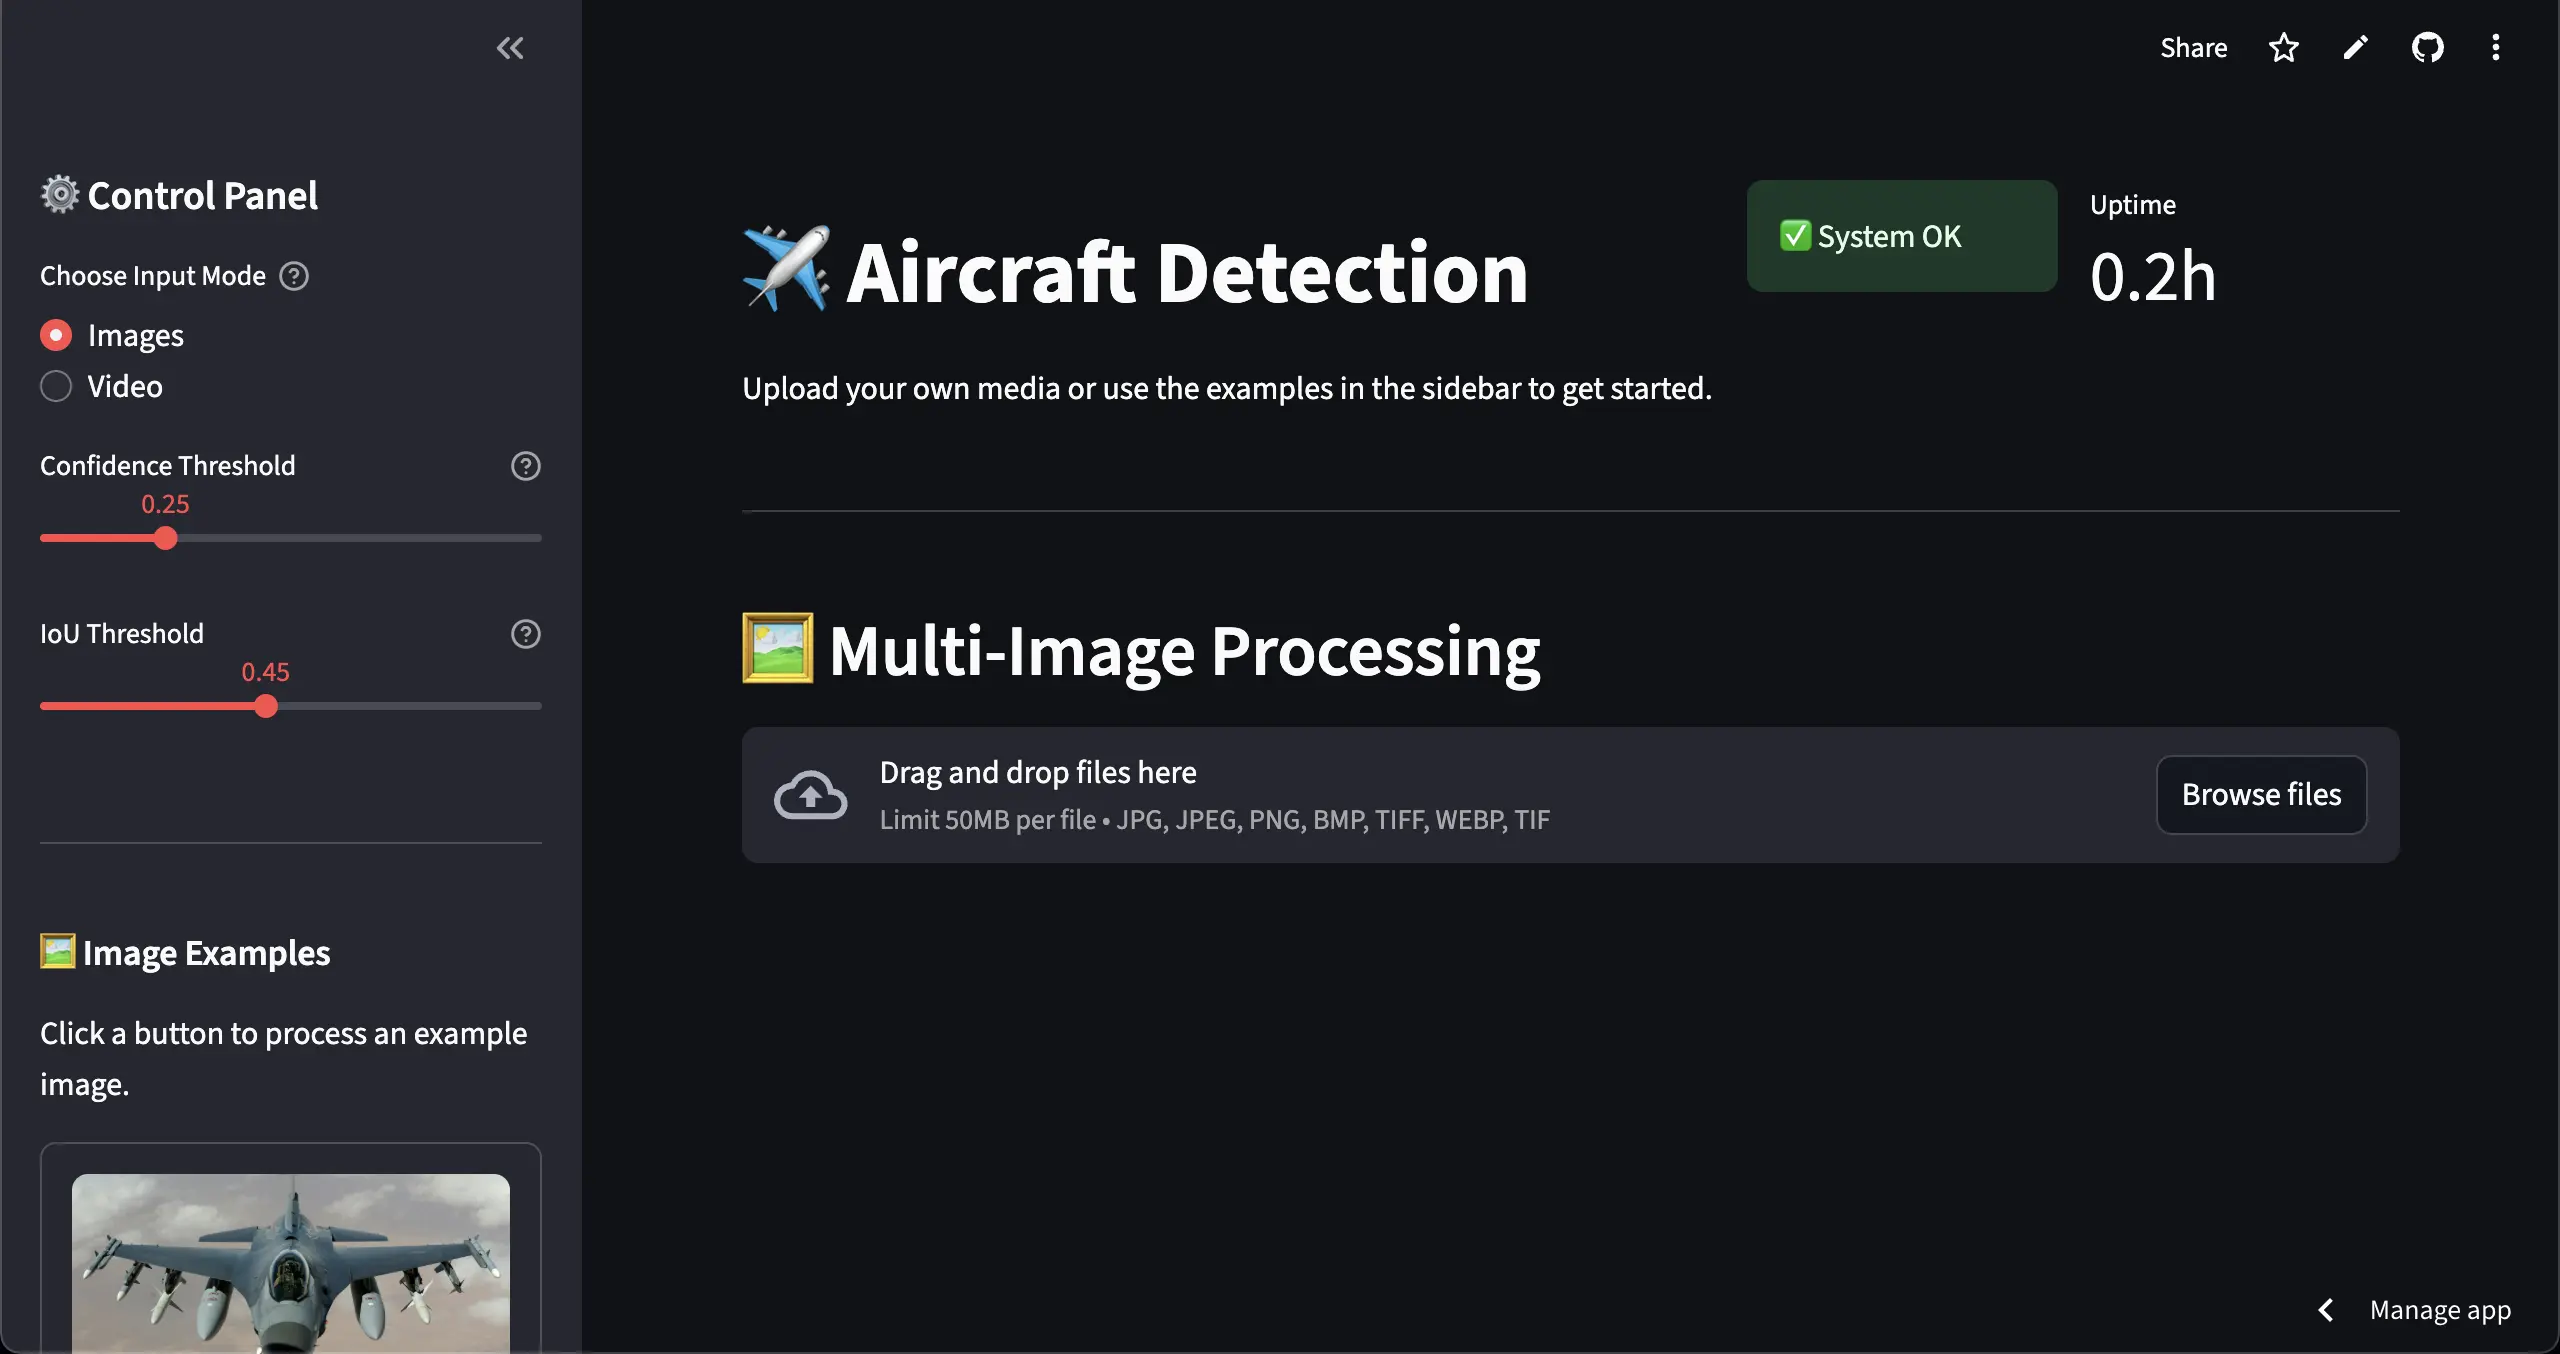 Share
⚙️ Control Panel
Choose Input Mode
Images
Video
Confidence Threshold
0.25
IoU Threshold
0.45
🖼️ Image Examples
Click a button to process an example
image.
✈️ Aircraft Detection
✅ System OK
Uptime
0.2h
Upload your own media or use the examples in the sidebar to get started.
🖼️ Multi-Image Processing
Drag and drop files here
Limit 50MB per file • JPG, JPEG, PNG, BMP, TIFF, WEBP, TIF
Browse files
Manage app